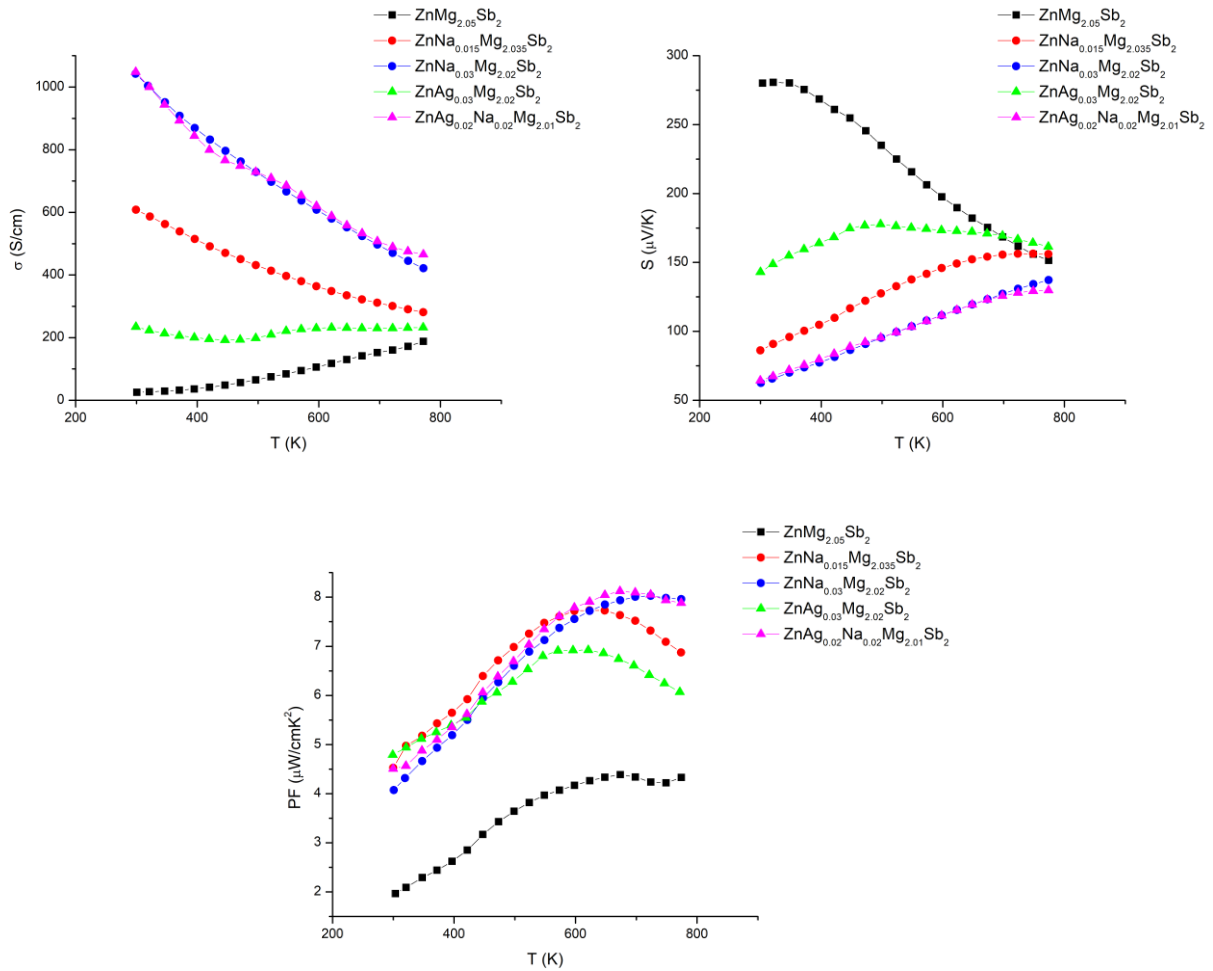 ZnMg2.05Sb2
ZnNa0.015Mg2.035Sb2
ZnNa0.03Mg2.02Sb2
ZnAg0.03Mg2.02Sb2
ZnAg0.02Na0.02Mg2.01Sb2
1000
800
600
400
200
0
σ (S/cm)
200
400
600
800
T (K)
ZnMg2.05Sb2
ZnNa0.015Mg2.035Sb2
ZnNa0.03Mg2.02Sb2
ZnAg0.03Mg2.02Sb2
ZnAg0.02Na0.02Mg2.01Sb2
300
250
200
150
100
50
S (μV/K)
200
400
600
800
T (K)
ZnMg2.05Sb2
ZnNa0.015Mg2.035Sb2
ZnNa0.03Mg2.02Sb2
ZnAg0.03Mg2.02Sb2
ZnAg0.02Na0.02Mg2.01Sb2
8
7
6
5
4
3
2
PF (μW/cmK²)
200
400
600
800
T (K)